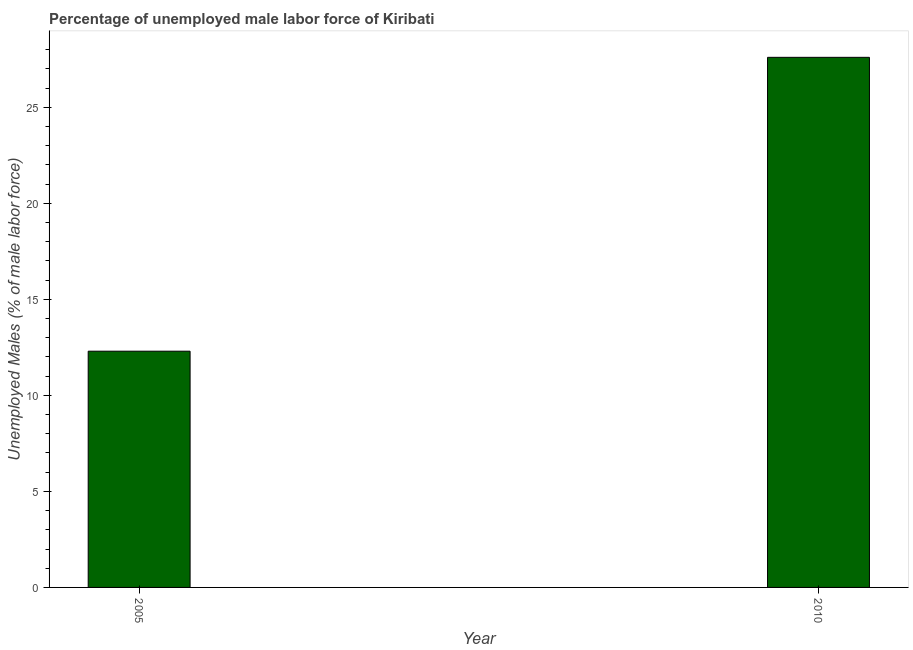 Percentage of unemployed male labor force of Kiribati
Unemployed Males (% of male labor force)
25
20
15
10
5
0
2005
2010
Year